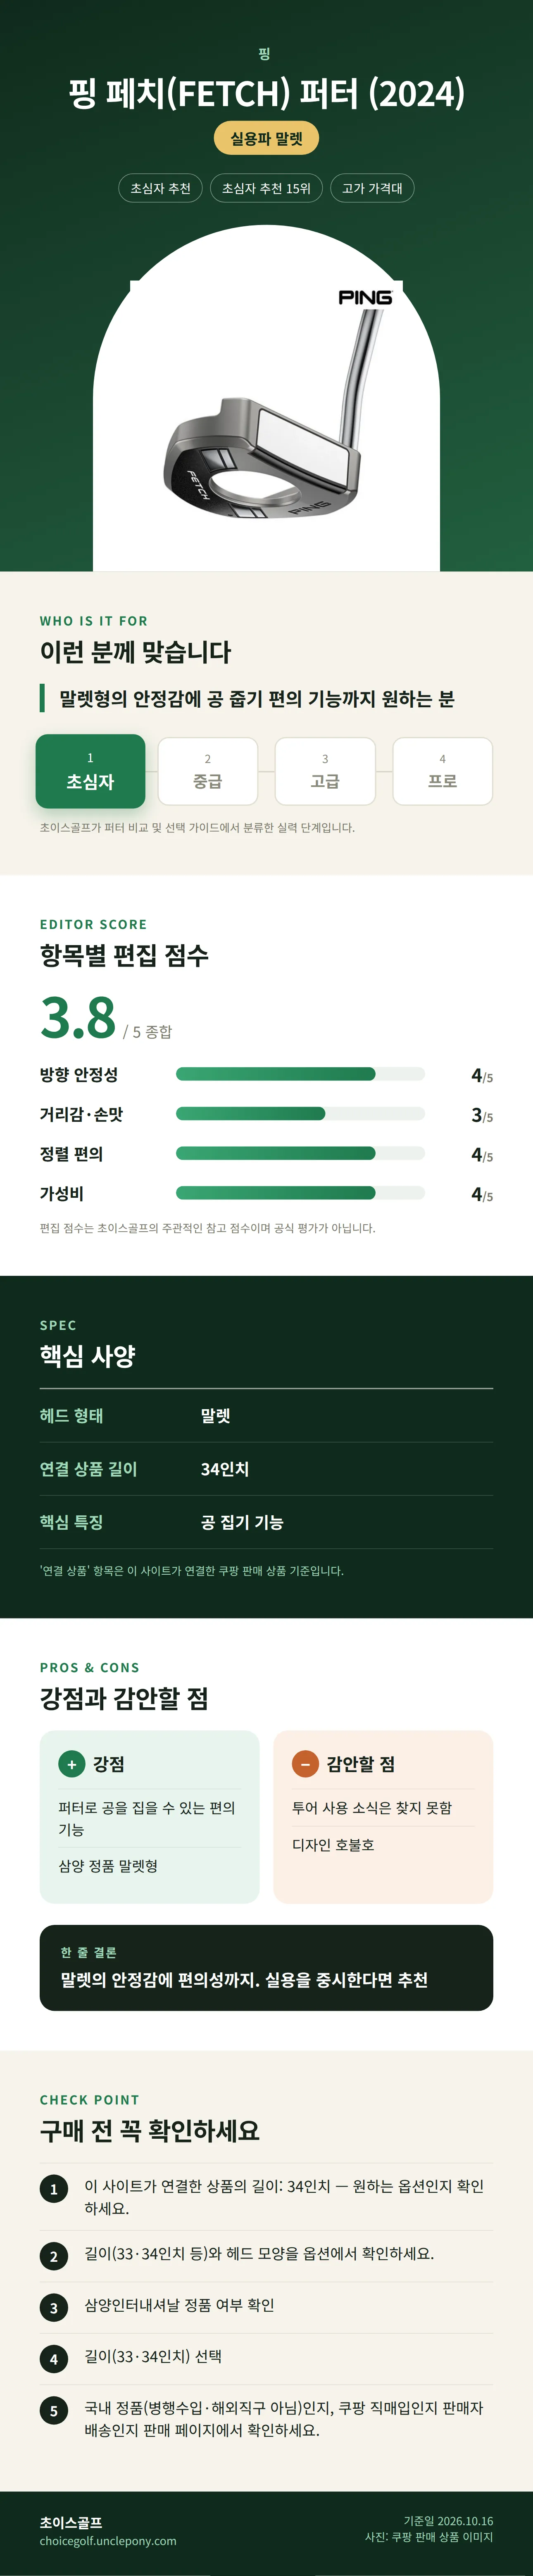 핑
핑 페치(FETCH) 퍼터 (2024)
실용파 말렛
초심자 추천
초심자 추천 15위
고가 가격대
PING
FETCH
PING
WHO IS IT FOR
이런 분께 맞습니다
말렛형의 안정감에 공 줍기 편의 기능까지 원하는 분
1
초심자
2
중급
3
고급
4
프로
초이스골프가 퍼터 비교 및 선택 가이드에서 분류한 실력 단계입니다.
EDITOR SCORE
항목별 편집 점수
3.8 / 5 종합
방향 안정성 4/5
거리감·손맛 3/5
정렬 편의 4/5
가성비 4/5
편집 점수는 초이스골프의 주관적인 참고 점수이며 공식 평가가 아닙니다.
SPEC
핵심 사양
헤드 형태 말렛
연결 상품 길이 34인치
핵심 특징 공 집기 기능
'연결 상품' 항목은 이 사이트가 연결한 쿠팡 판매 상품 기준입니다.
PROS & CONS
강점과 감안할 점
+ 강점
퍼터로 공을 집을 수 있는 편의
기능
삼양 정품 말렛형
− 감안할 점
투어 사용 소식은 찾지 못함
디자인 호불호
한 줄 결론
말렛의 안정감에 편의성까지. 실용을 중시한다면 추천
CHECK POINT
구매 전 꼭 확인하세요
1 이 사이트가 연결한 상품의 길이: 34인치 — 원하는 옵션인지 확인
하세요.
2 길이(33·34인치 등)와 헤드 모양을 옵션에서 확인하세요.
3 삼양인터내셔날 정품 여부 확인
4 길이(33·34인치) 선택
5 국내 정품(병행수입·해외직구 아님)인지, 쿠팡 직매입인지 판매자
배송인지 판매 페이지에서 확인하세요.
초이스골프
choicegolf.unclepony.com
기준일 2026.10.16
사진: 쿠팡 판매 상품 이미지